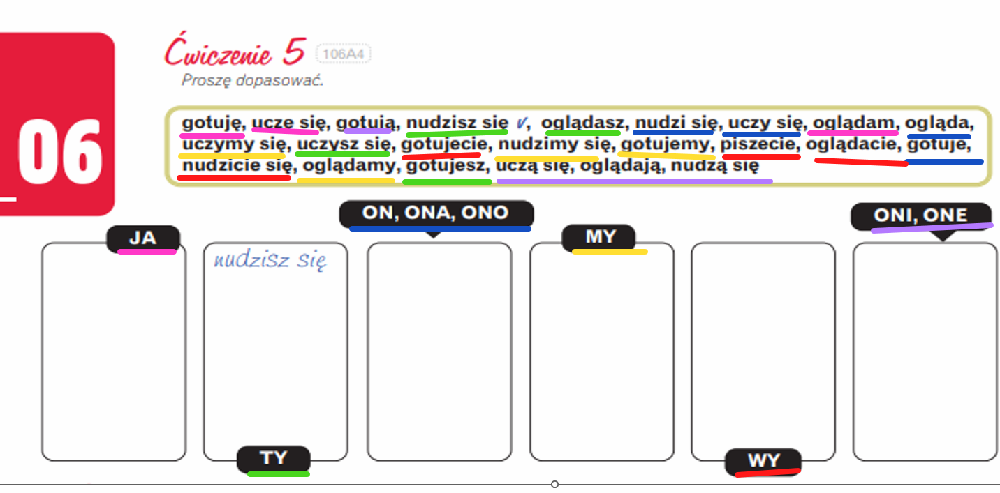 06
Ćwiczenie 5 106A4
Proszę dopasować.
gotuję, uczę się, gotują, nudzisz się ✓, oglądasz, nudzi się, uczy się, oglądam, ogląda,
uczymy się, uczysz się, gotujecie, nudzimy się, gotujemy, piszecie, oglądacie, gotuje,
nudzicie się, oglądamy, gotujesz, uczą się, oglądają, nudzą się
JA
nudzisz się
TY
ON, ONA, ONO
MY
WY
ONI, ONE